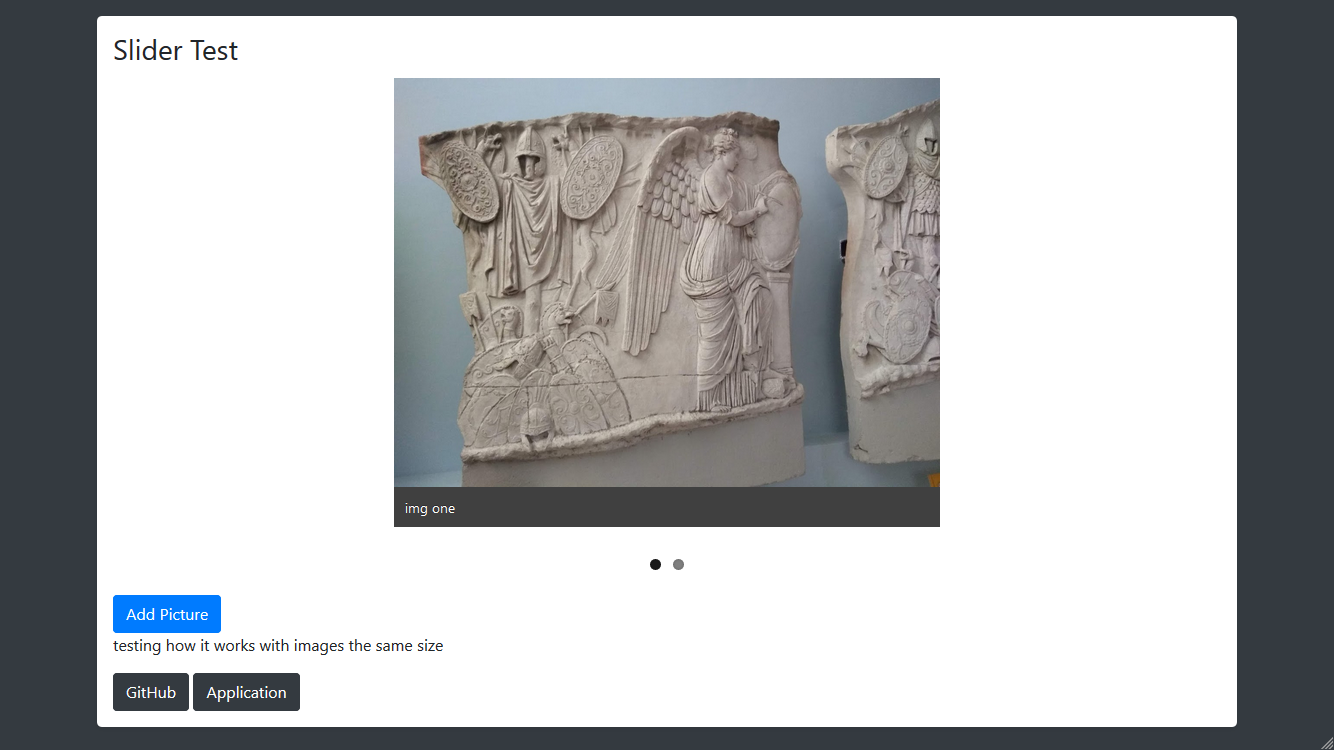 Slider Test
img one
Add Picture
testing how it works with images the same size
GitHub Application